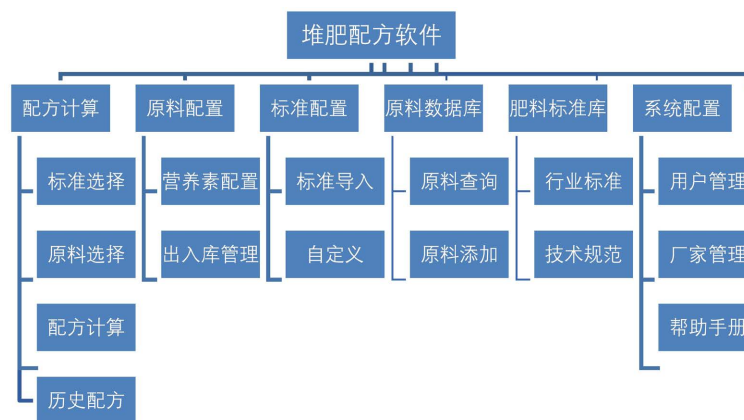 堆肥配方软件
配方计算
原料配置
标准配置
原料数据库
肥料标准库
系统配置
标准选择
营养素配置
标准导入
原料查询
行业标准
用户管理
原料选择
出入库管理
自定义
原料添加
技术规范
厂家管理
配方计算
帮助手册
历史配方